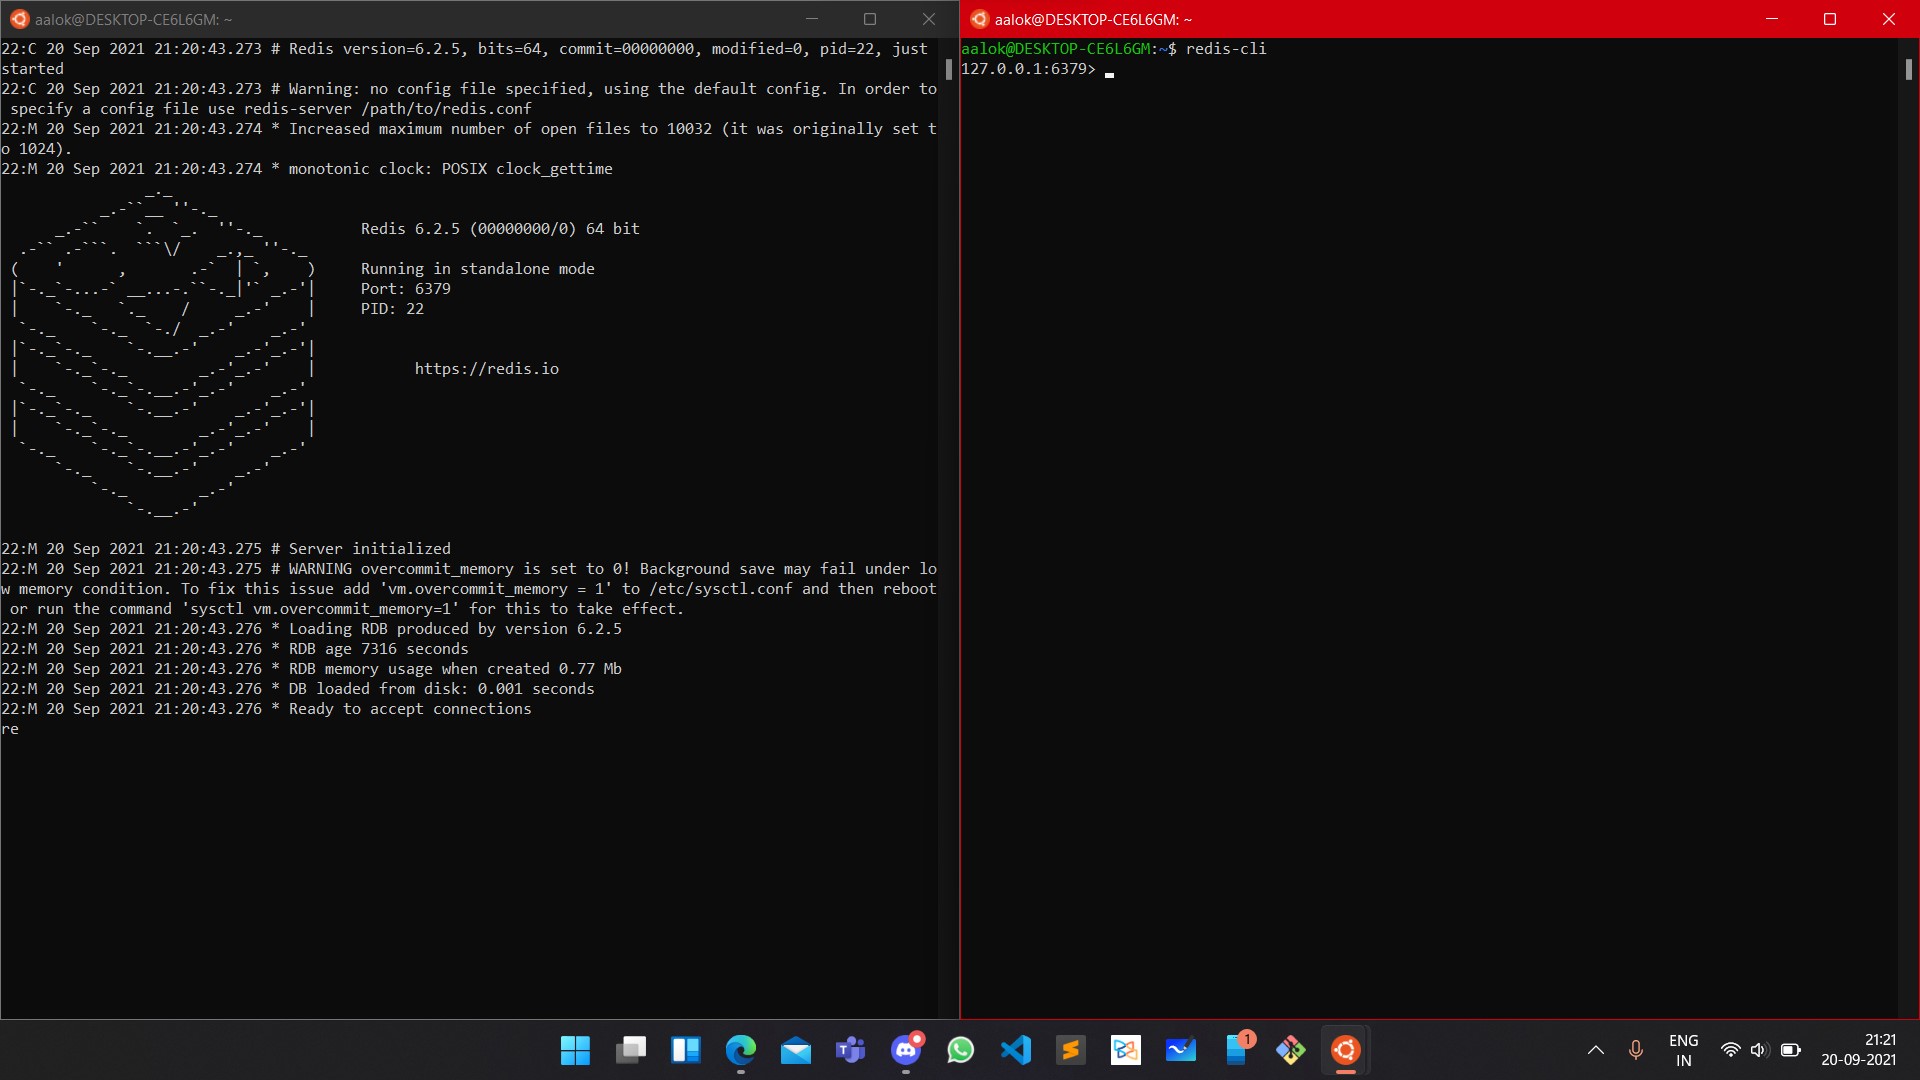 aalok@DESKTOP-CE6L6GM: ~
22:C 20 Sep 2021 21:20:43.273 # Redis version=6.2.5, bits=64, commit=00000000, modified=0, pid=22, just
started
22:C 20 Sep 2021 21:20:43.273 # Warning: no config file specified, using the default config. In order to
specify a config file use redis-server /path/to/redis.conf
22:M 20 Sep 2021 21:20:43.274 * Increased maximum number of open files to 10032 (it was originally set t
o 1024).
22:M 20 Sep 2021 21:20:43.274 * monotonic clock: POSIX clock_gettime
Redis 6.2.5 (00000000/0) 64 bit
Running in standalone mode
Port: 6379
PID: 22
https://redis.io
22:M 20 Sep 2021 21:20:43.275 # Server initialized
22:M 20 Sep 2021 21:20:43.275 # WARNING overcommit_memory is set to 0! Background save may fail under lo
w memory condition. To fix this issue add 'vm.overcommit_memory = 1' to /etc/sysctl.conf and then reboot
or run the command 'sysctl vm.overcommit_memory=1' for this to take effect.
22:M 20 Sep 2021 21:20:43.276 * Loading RDB produced by version 6.2.5
22:M 20 Sep 2021 21:20:43.276 * RDB age 7316 seconds
22:M 20 Sep 2021 21:20:43.276 * RDB memory usage when created 0.77 Mb
22:M 20 Sep 2021 21:20:43.276 * DB loaded from disk: 0.001 seconds
22:M 20 Sep 2021 21:20:43.276 * Ready to accept connections
re
aalok@DESKTOP-CE6L6GM: ~
aalok@DESKTOP-CE6L6GM:~$ redis-cli
127.0.0.1:6379>
1
ENG
IN
21:21
20-09-2021